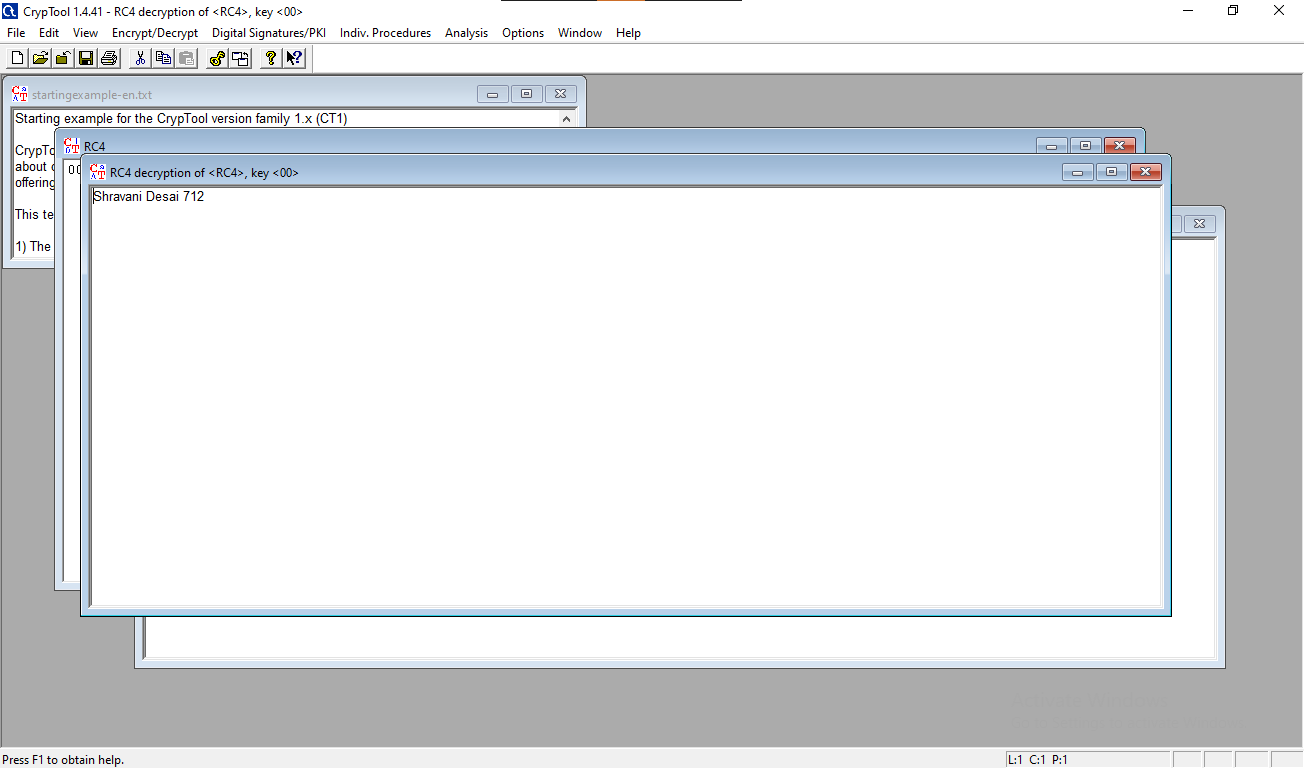 CrypTool 1.4.41 - RC4 decryption of <RC4>, key <00>
File Edit View Encrypt/Decrypt Digital Signatures/PKI Indiv. Procedures Analysis Options Window Help
startingexample-en.txt
Starting example for the CrypTool version family 1.x (CT1)
CrypTo
about
offering
This te
1) The
RC4
00
RC4 decryption of <RC4>, key <00>
Shravani Desai 712
Press F1 to obtain help.
L:1 C:1 P:1